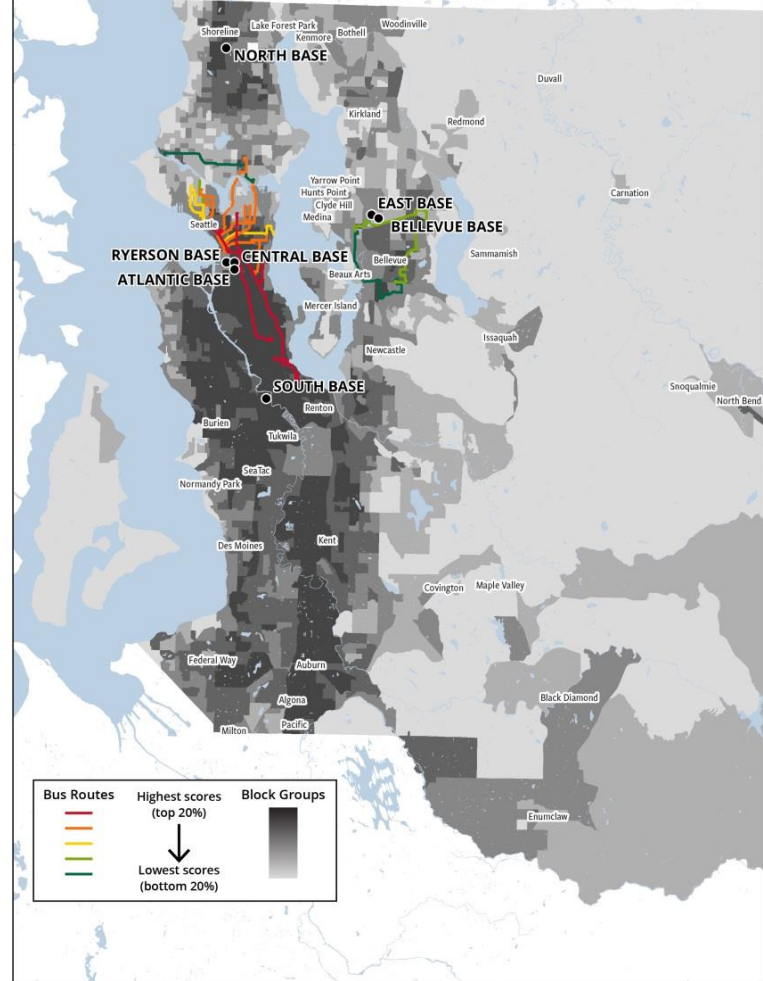 Woodinville
Lake Forest Park
Shoreline
Kenmore
Bothell
NORTH BASE
Duvall
Kirkland
Redmond
Yarrow Point
Hunts Point
Clyde Hill
Medina
EAST BASE
BELLEVUE BASE
Carnation
Seattle
RYERSON BASE
CENTRAL BASE
ATLANTIC BASE
Bellevue
Beaux Arts
Sammamish
Mercer Island
Newcastle
Issaquah
SOUTH BASE
Renton
Snoqualmie
North Bend
Burien
Tukwila
SeaTac
Normandy Park
Des Moines
Kent
Covington
Maple Valley
Federal Way
Auburn
Algona
Pacific
Milton
Black Diamond
Enumclaw
Bus Routes
Highest scores
(top 20%)
Lowest scores
(bottom 20%)
Block Groups